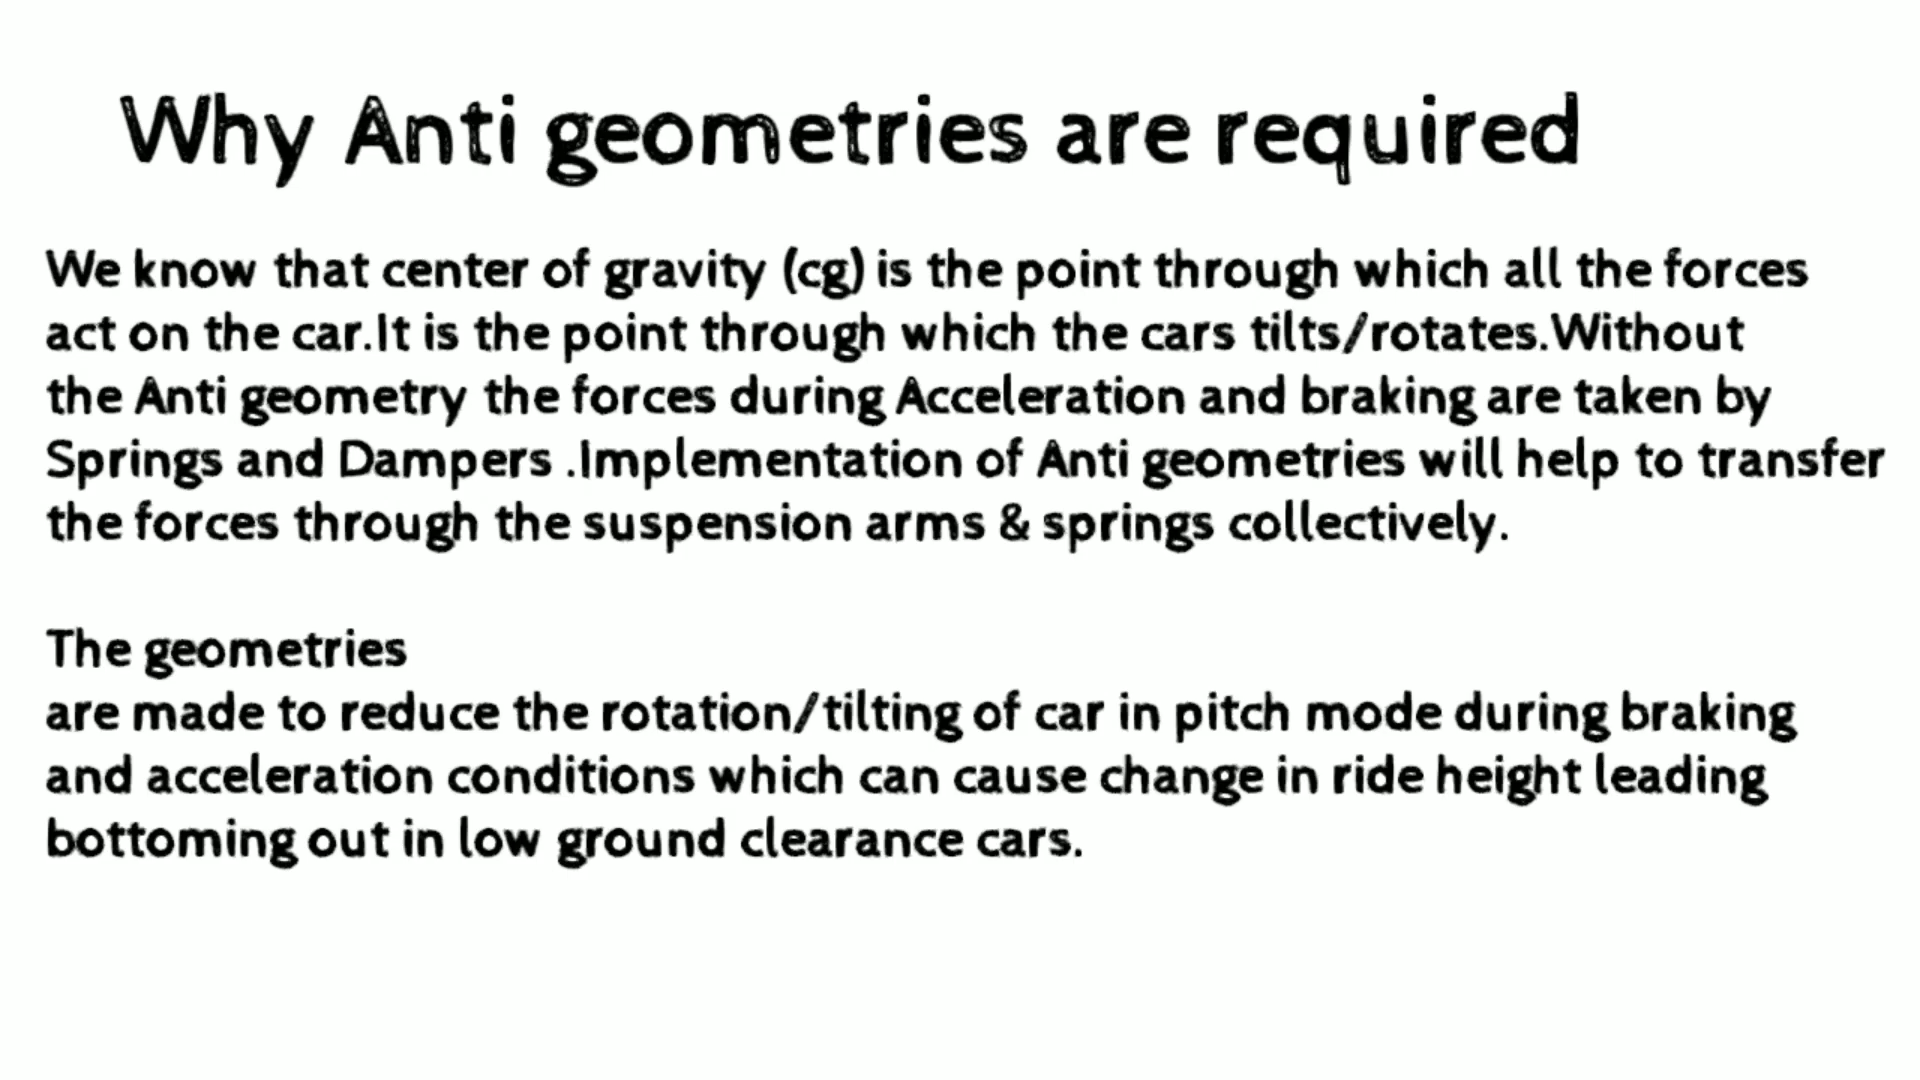 Why Anti geometries are required
We know that center of gravity (cg) is the point through which all the forces
act on the car.It is the point through which the cars tilts/rotates.Without
the Anti geometry the forces during Acceleration and braking are taken by
Springs and Dampers .Implementation of Anti geometries will help to transfer
the forces through the suspension arms & springs collectively.
The geometries
are made to reduce the rotation/tilting of car in pitch mode during braking
and acceleration conditions which can cause change in ride height leading
bottoming out in low ground clearance cars.